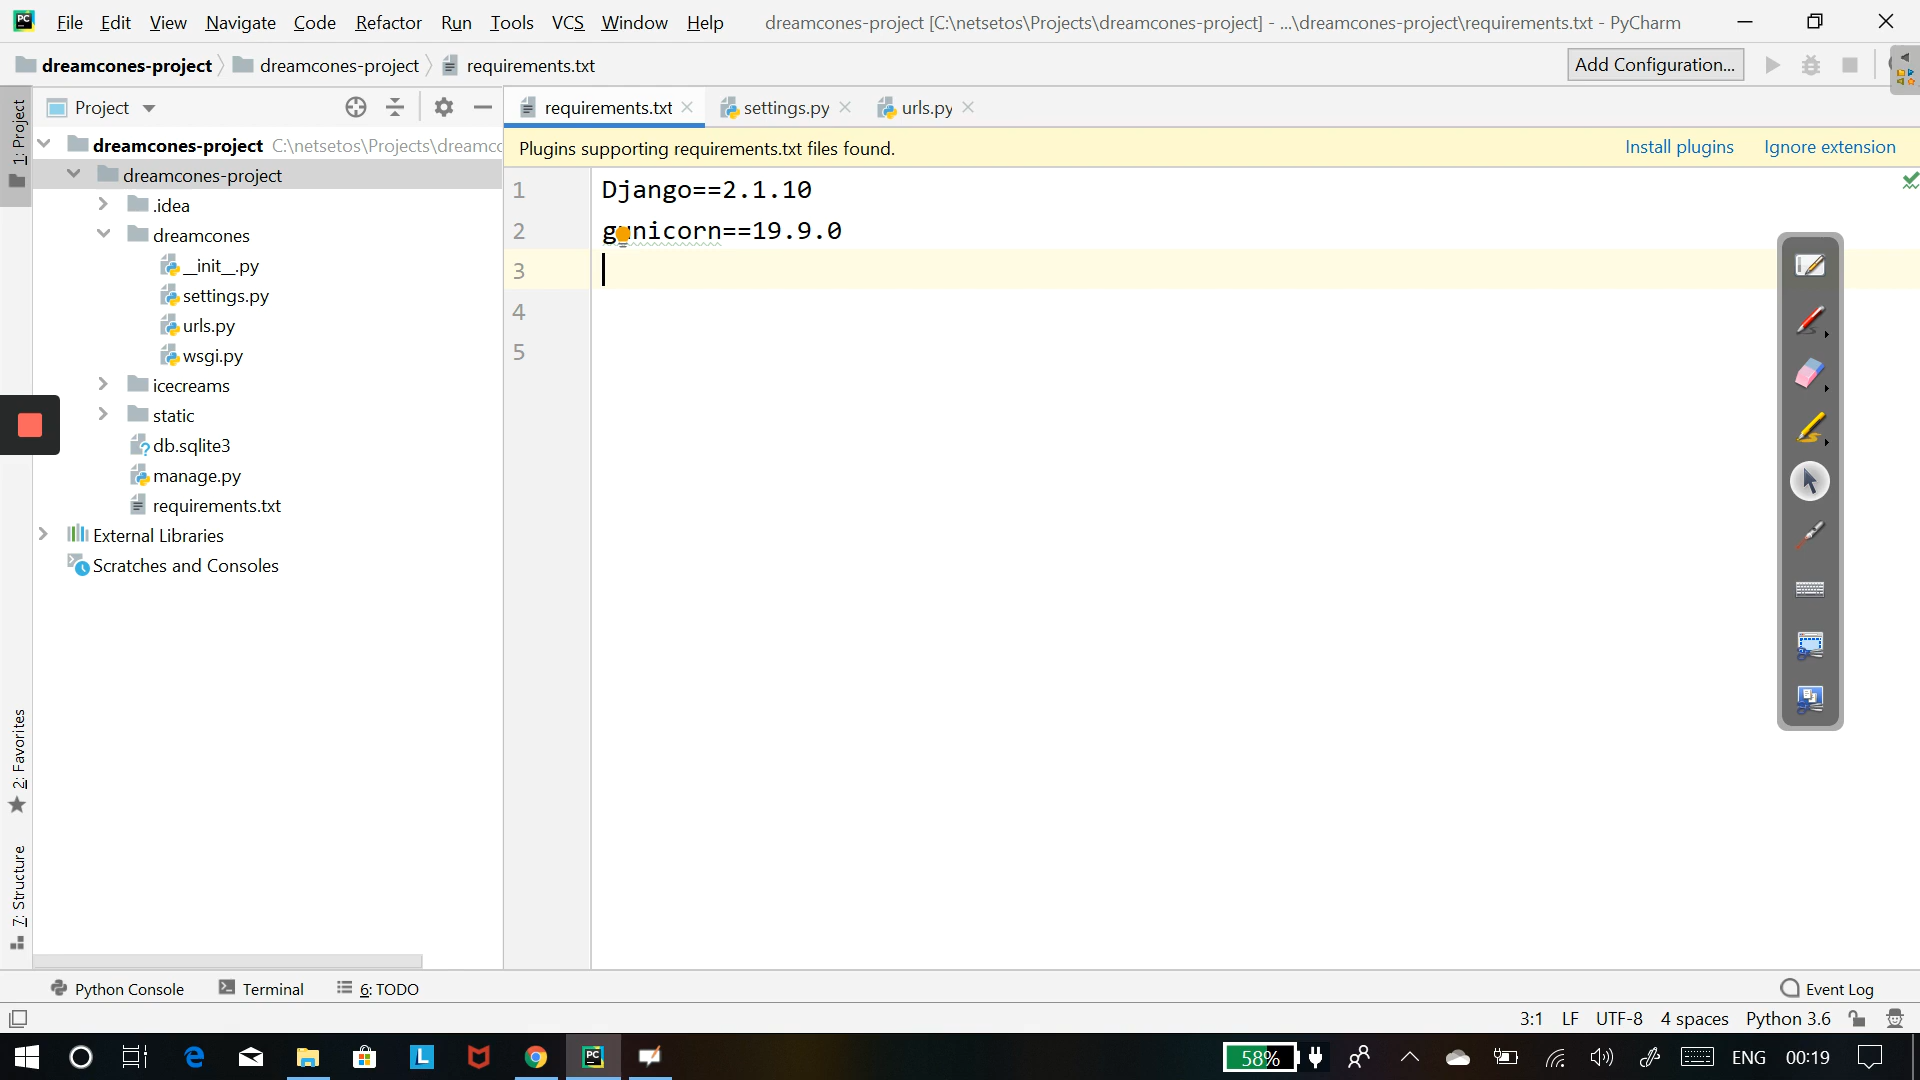 File Edit View Navigate Code Refactor Run Tools VCS Window Help dreamcones-project [C:\netsetos\Projects\dreamcones-project] - ...\dreamcones-project\requirements.txt - PyCharm
dreamcones-project dreamcones-project requirements.txt Add Configuration...
Project requirements.txt settings.py urls.py
1: Project
dreamcones-project C:\netsetos\Projects\dreamco
Plugins supporting requirements.txt files found. Install plugins Ignore extension
dreamcones-project
.idea
dreamcones
__init__.py
settings.py
urls.py
wsgi.py
icecreams
static
db.sqlite3
manage.py
requirements.txt
External Libraries
Scratches and Consoles
1 Django==2.1.10
2 gunicorn==19.9.0
3
4
5
2: Favorites
7: Structure
Python Console Terminal 6: TODO Event Log
3:1 LF UTF-8 4 spaces Python 3.6
58% ENG 00:19